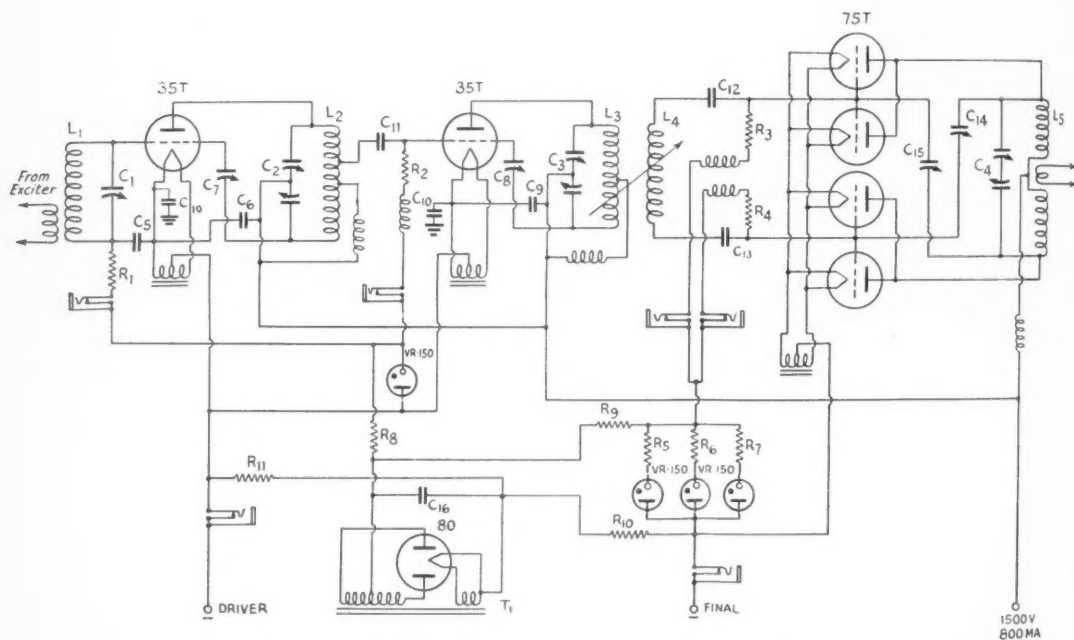 75T
35T
35T
L1
L2
L3
L4
L5
From
Exciter
C1
C7
C2
C11
R2
C8
C3
C12
R3
C15
C14
C4
C10
C5
C6
C10
C9
R4
C13
R1
VR-150
R8
R9
R5
R6
R7
VR-150
VR-150
R11
C16
80
R10
T1
DRIVER
FINAL
1500V
800MA